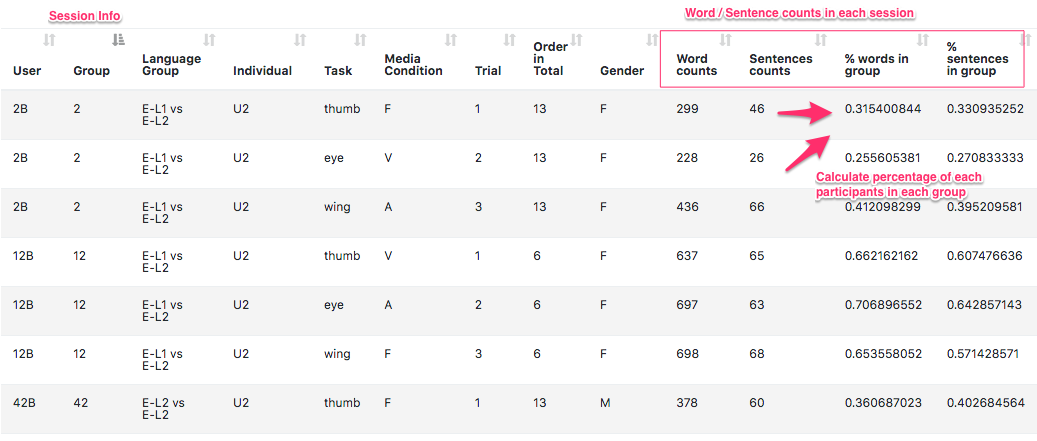 Session Info
Word / Sentence counts in each session
User Group Language Group Individual Task Media Condition Trial Order in Total Gender Word counts Sentences counts % words in group % sentences in group
2B 2 E-L1 vs E-L2 U2 thumb F 1 13 F 299 46 0.315400844 0.330935252
2B 2 E-L1 vs E-L2 U2 eye V 2 13 F 228 26 0.255605381 0.270833333
Calculate percentage of each
participants in each group
2B 2 E-L1 vs E-L2 U2 wing A 3 13 F 436 66 0.412098299 0.395209581
12B 12 E-L1 vs E-L2 U2 thumb V 1 6 F 637 65 0.662162162 0.607476636
12B 12 E-L1 vs E-L2 U2 eye A 2 6 F 697 63 0.706896552 0.642857143
12B 12 E-L1 vs E-L2 U2 wing F 3 6 F 698 68 0.653558052 0.571428571
42B 42 E-L2 vs E-L2 U2 thumb F 1 13 M 378 60 0.360687023 0.402684564